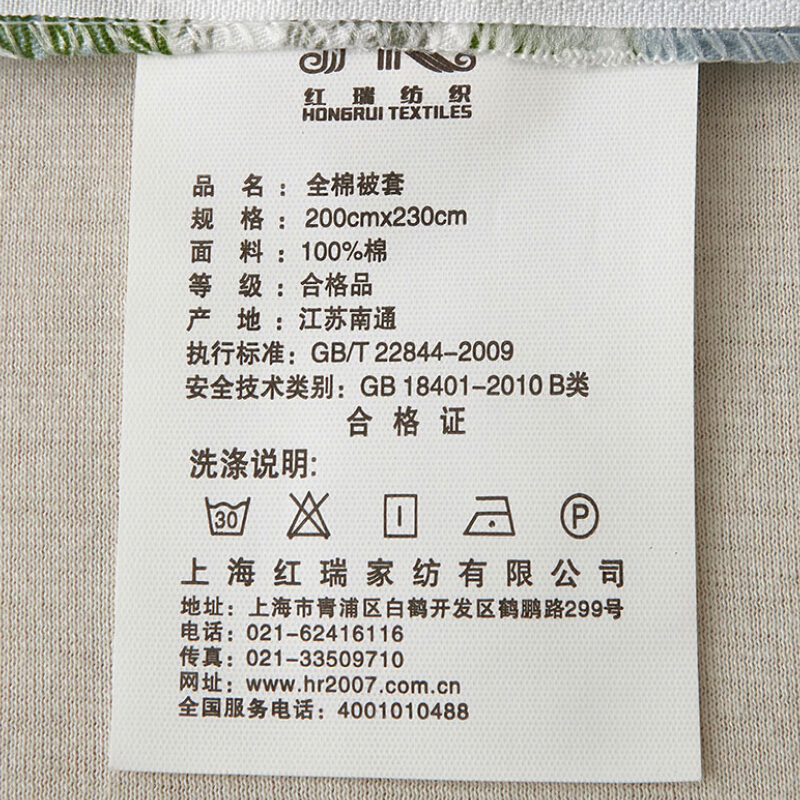 红瑞纺织
HONGRUI TEXTILES
品 名：全棉被套
规 格：200cmx230cm
面 料：100%棉
等 级：合格品
产 地：江苏南通
执行标准：GB/T 22844-2009
安全技术类别：GB 18401-2010 B类
合 格 证
洗涤说明:
30 P
上海红瑞家纺有限公司
地址：上海市青浦区白鹤开发区鹤鹏路299号
电话：021-62416116
传真：021-33509710
网址：www.hr2007.com.cn
全国服务电话：4001010488